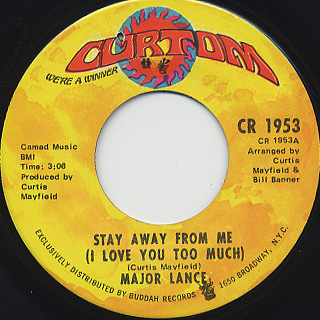 CURTOM
WE'RE A WINNER
CR 1953
CR 1953A
Arranged by
Curtis
Mayfield &
Bill Banner
Camad Music
BMI
Time: 3:06
Produced by
Curtis
Mayfield
STAY AWAY FROM ME
(I LOVE YOU TOO MUCH)
(Curtis Mayfield)
MAJOR LANCE
EXCLUSIVELY DISTRIBUTED BY BUDDAH RECORDS 1650 BROADWAY, N.Y.C.